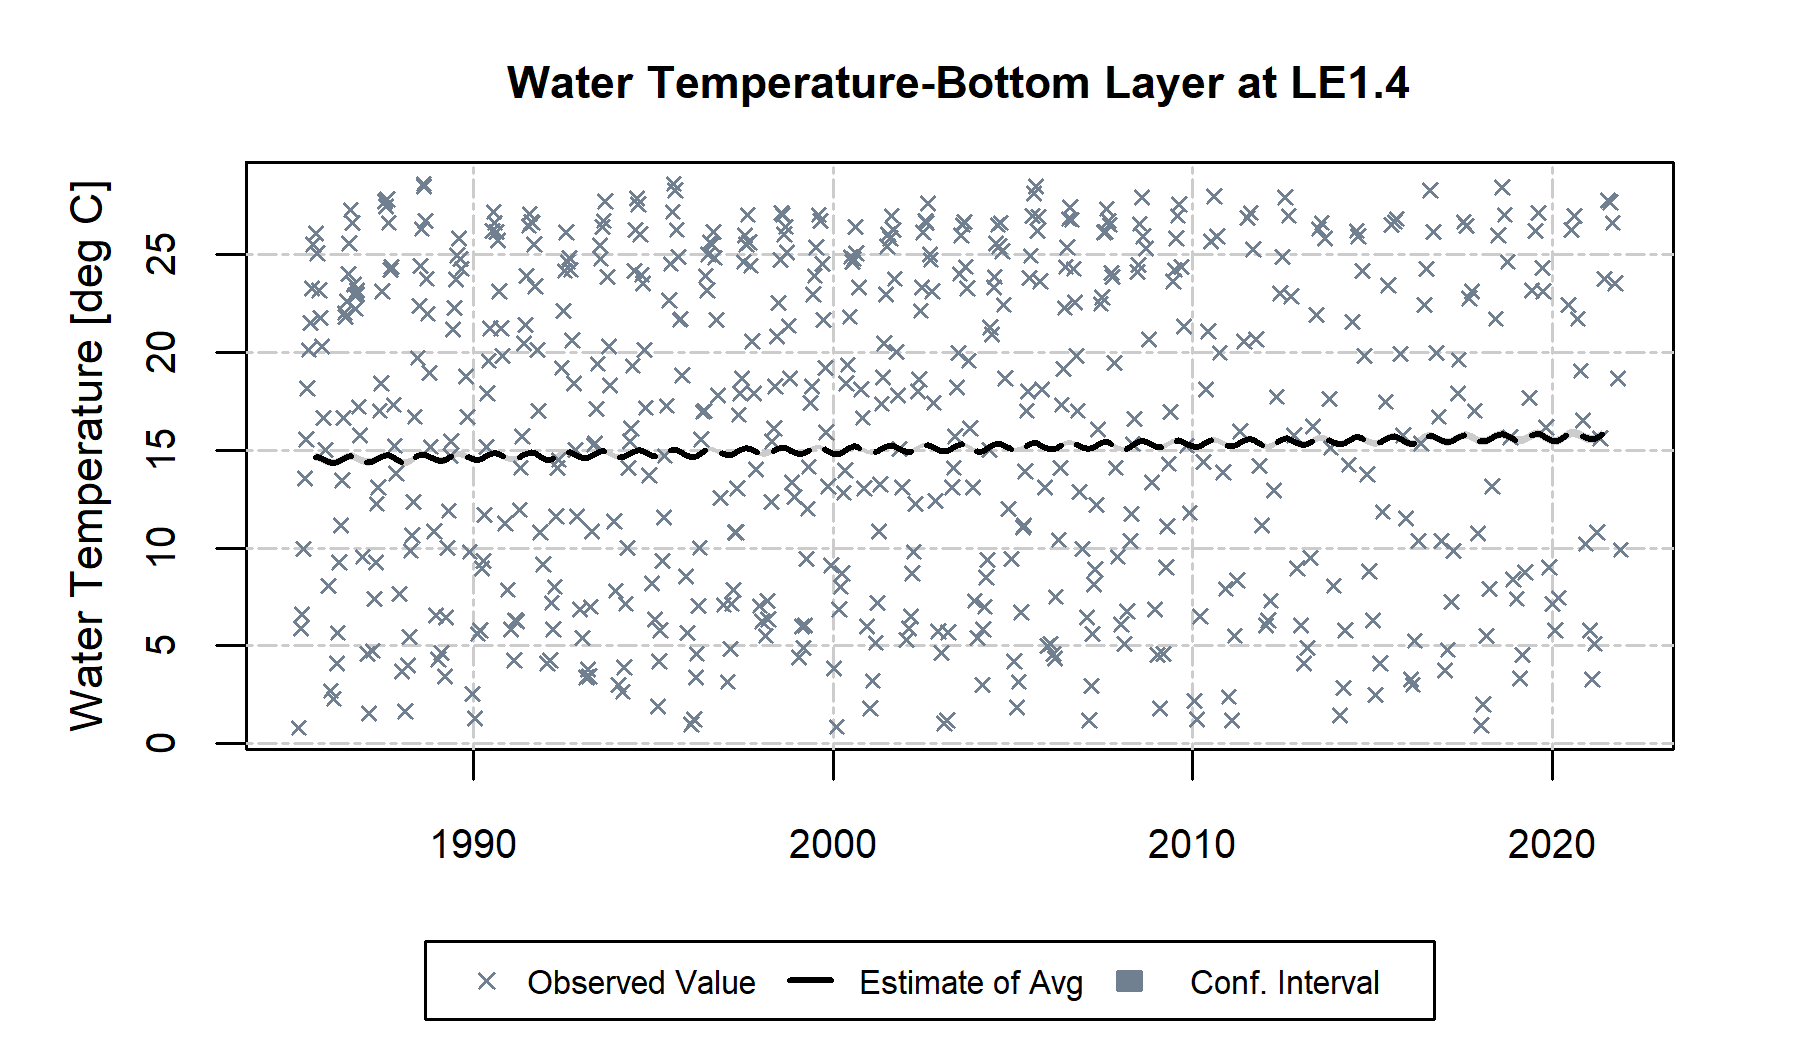 Water Temperature-Bottom Layer at LE1.4
Water Temperature [deg C]
25
20
15
10
5
0
1990 2000 2010 2020
Observed Value Estimate of Avg Conf. Interval